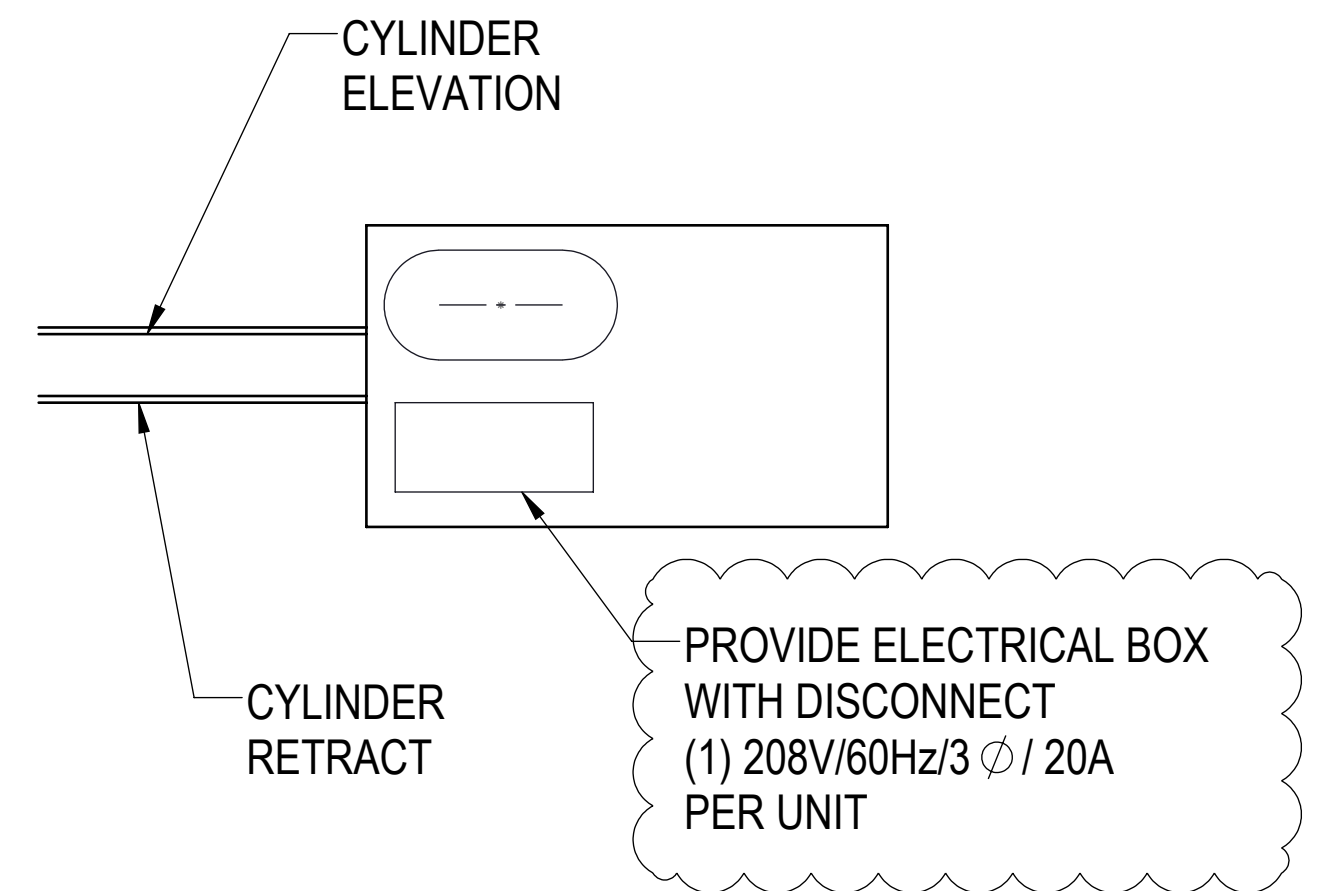 CYLINDER
ELEVATION
CYLINDER
RETRACT
PROVIDE ELECTRICAL BOX
WITH DISCONNECT
(1) 208V/60Hz/3 ∅ / 20A
PER UNIT